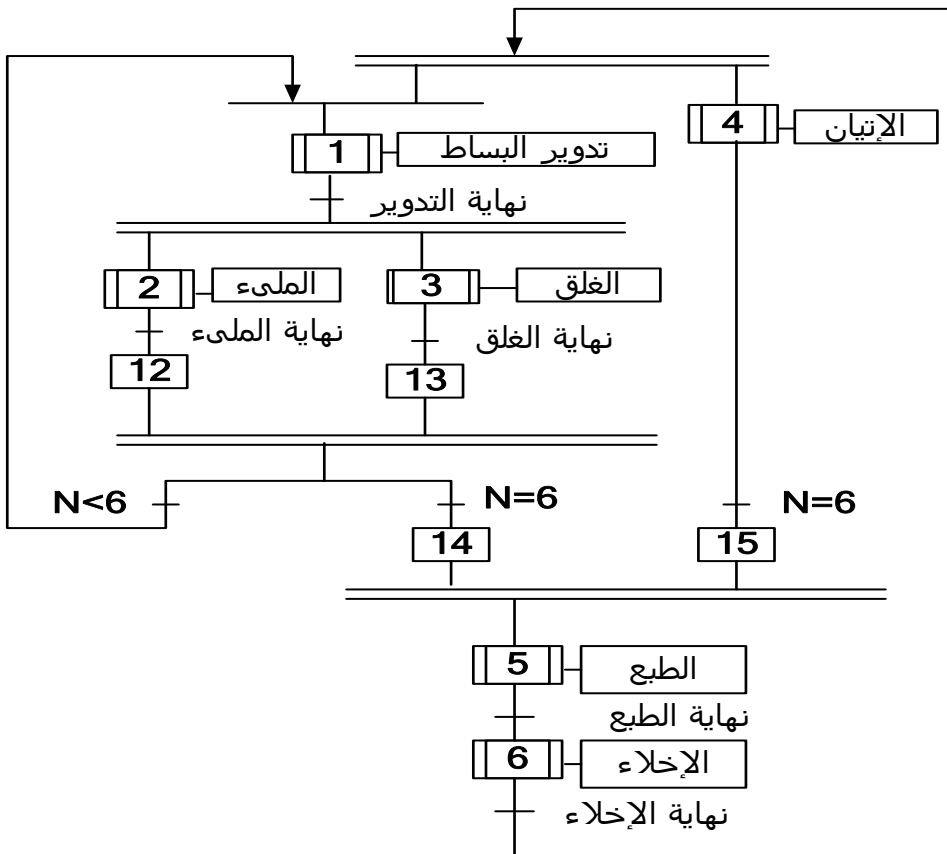 4
الإتيان
1
تدوير البساط
نهاية التدوير
2
الملىء
3
الغلق
نهاية الملىء
نهاية الغلق
12
13
N<6
N=6
N=6
14
15
5
الطبع
نهاية الطبع
6
الإخلاء
نهاية الإخلاء